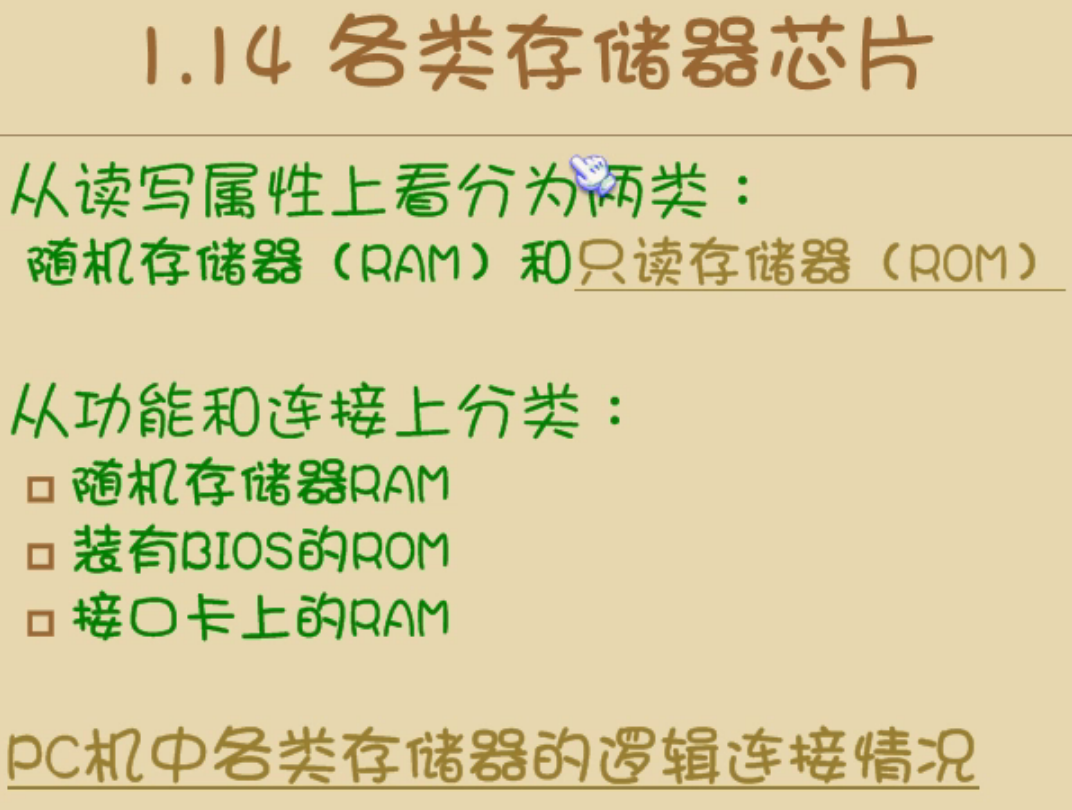 1.14 各类存储器芯片
从读写属性上看分为两类：
随机存储器（RAM）和只读存储器（ROM）
从功能和连接上分类：
随机存储器RAM
装有BIOS的ROM
接口卡上的RAM
PC机中各类存储器的逻辑连接情况